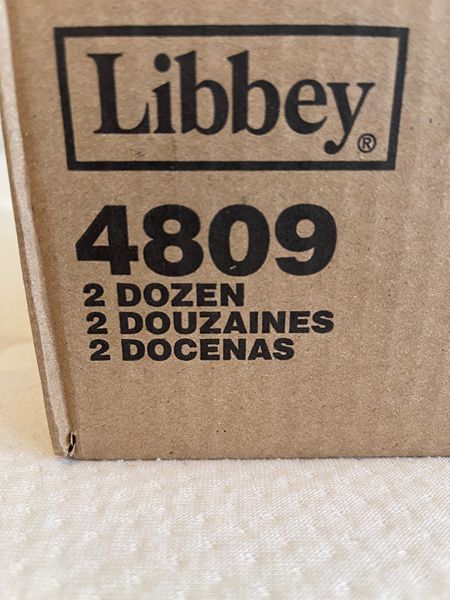 Libbey®
4809
2 DOZEN
2 DOUZAINES
2 DOCENAS